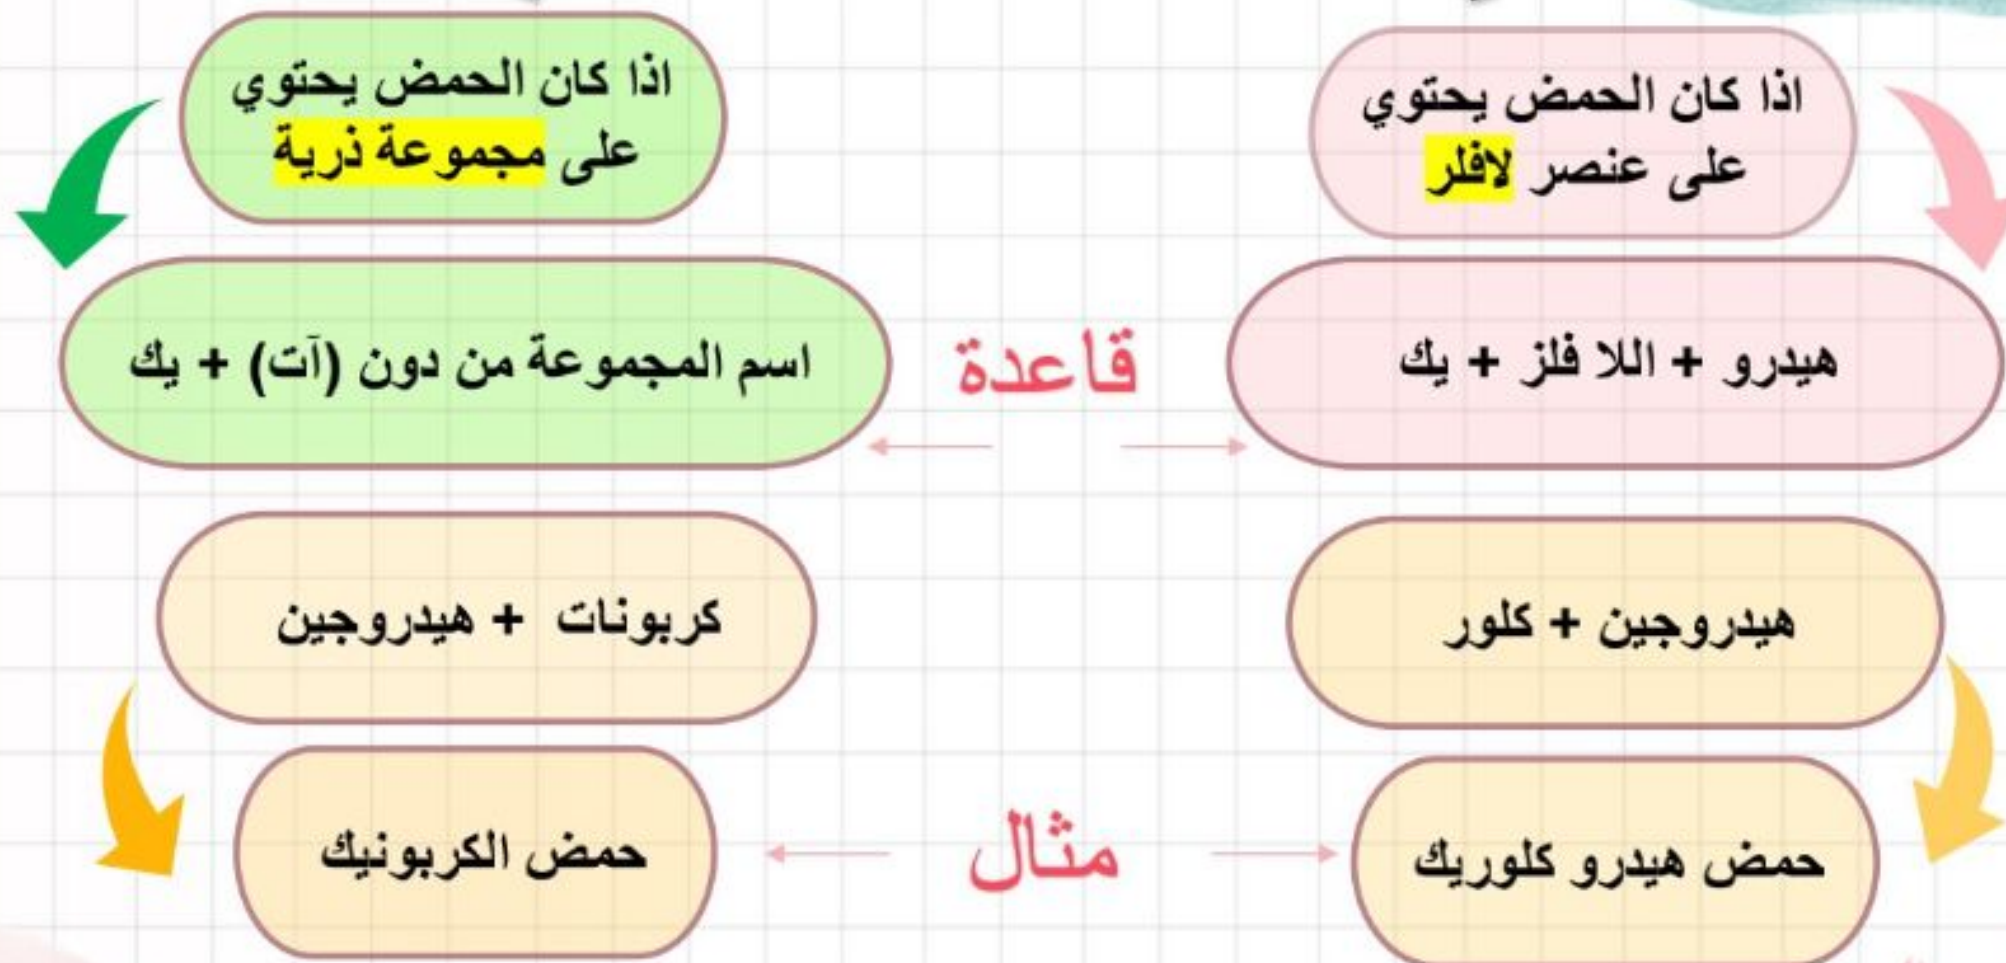 اذا كان الحمض يحتوي
على عنصر لافلر
هيدرو + اللا فلز + يك
هيدروجين + كلور
حمض هيدرو كلوريك
قاعدة
مثال
اذا كان الحمض يحتوي
على مجموعة ذرية
اسم المجموعة من دون (آت) + يك
كربونات + هيدروجين
حمض الكربونيك